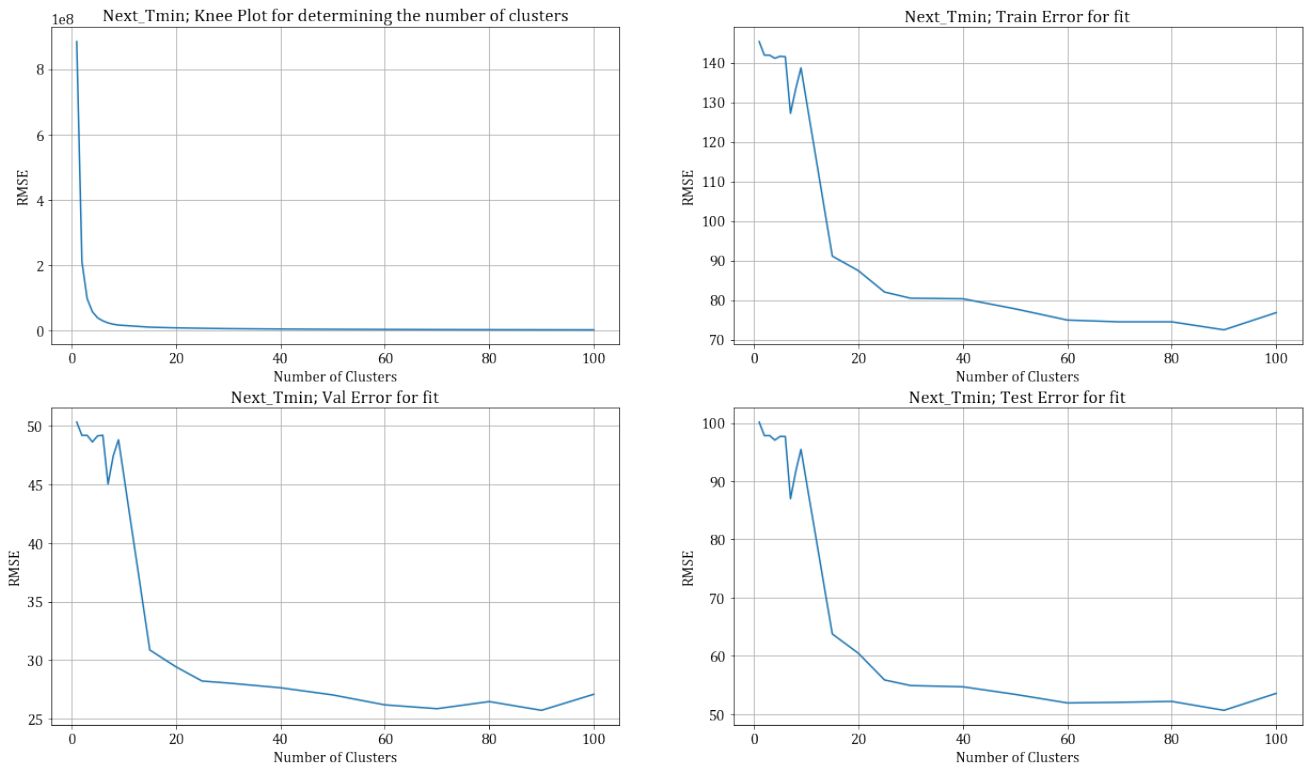 Next_Tmin; Knee Plot for determining the number of clusters
1e8
8
6
4
2
0
RMSE
0 20 40 60 80 100
Number of Clusters
Next_Tmin; Train Error for fit
140
130
120
110
100
90
80
70
RMSE
0 20 40 60 80 100
Number of Clusters
Next_Tmin; Val Error for fit
50
45
40
35
30
25
RMSE
0 20 40 60 80 100
Number of Clusters
Next_Tmin; Test Error for fit
100
90
80
70
60
50
RMSE
0 20 40 60 80 100
Number of Clusters